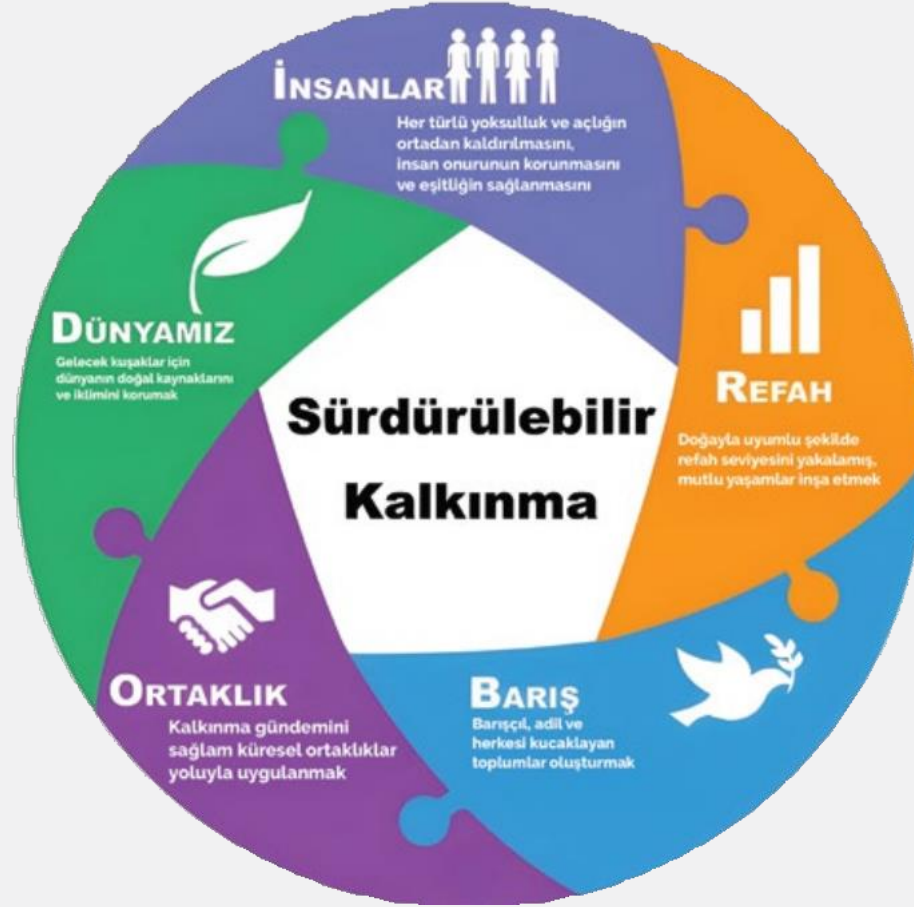 İNSANLAR
Her türlü yoksulluk ve açlığın
ortadan kaldırılmasını,
insan onurunun korunmasını
ve eşitliğin sağlanmasını
DÜNYAMIZ
Gelecek kuşaklar için
dünyanın doğal kaynaklarını
ve iklimini korumak
REFAH
Doğayla uyumlu şekilde
refah seviyesini yakalamış,
mutlu yaşamlar inşa etmek
Sürdürülebilir
Kalkınma
ORTAKLIK
Kalkınma gündemini
sağlam küresel ortaklıklar
yoluyla uygulanmak
BARIŞ
Barışçıl, adil ve
herkesi kucaklayan
toplumlar oluşturmak